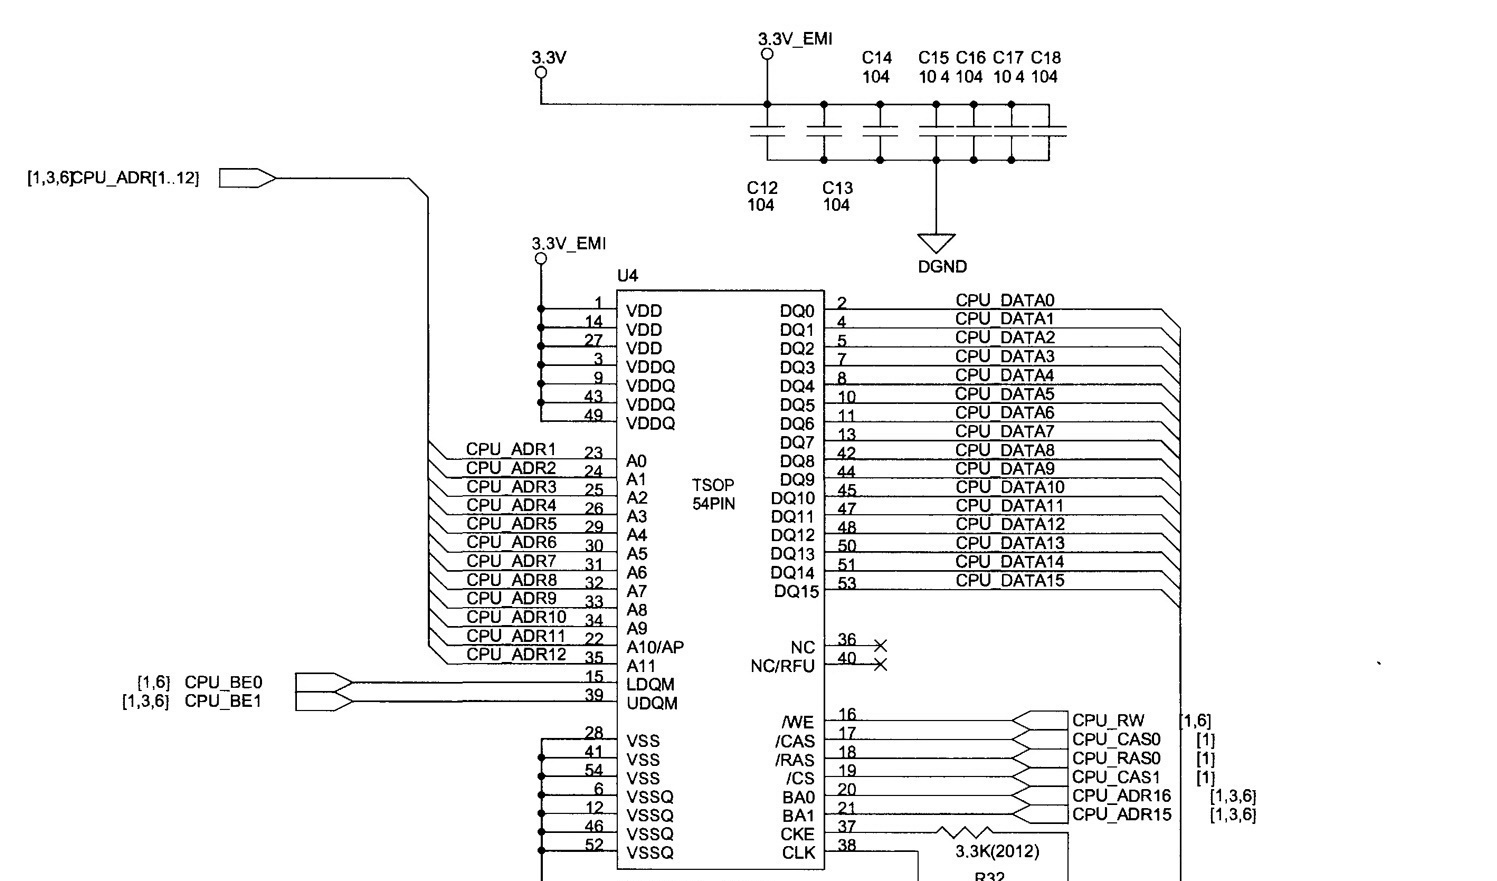 3.3V_EMI
3.3V
C14 C15 C16 C17 C18
104 10 4 104 10 4 104
[1,3,6]CPU_ADR[1..12]
C12 C13
104 104
3.3V_EMI
DGND
U4
1 VDD DQ0 2 CPU_DATA0
14 VDD DQ1 4 CPU_DATA1
27 VDD DQ2 5 CPU_DATA2
3 VDDQ DQ3 7 CPU_DATA3
9 VDDQ DQ4 8 CPU_DATA4
43 VDDQ DQ5 10 CPU_DATA5
49 VDDQ DQ6 11 CPU_DATA6
DQ7 13 CPU_DATA7
CPU_ADR1 23 A0 DQ8 42 CPU_DATA8
CPU_ADR2 24 A1 DQ9 44 CPU_DATA9
TSOP
CPU_ADR3 25 A2 DQ10 45 CPU_DATA10
54PIN
CPU_ADR4 26 A3 DQ11 47 CPU_DATA11
CPU_ADR5 29 A4 DQ12 48 CPU_DATA12
CPU_ADR6 30 A5 DQ13 50 CPU_DATA13
CPU_ADR7 31 A6 DQ14 51 CPU_DATA14
CPU_ADR8 32 A7 DQ15 53 CPU_DATA15
CPU_ADR9 33 A8
CPU_ADR10 34 A9
CPU_ADR11 22 A10/AP NC 36
CPU_ADR12 35 A11 NC/RFU 40
[1,6] CPU_BE0 15 LDQM
[1,3,6] CPU_BE1 39 UDQM
/WE 16 CPU_RW [1,6]
28 VSS /CAS 17 CPU_CAS0 [1]
41 VSS /RAS 18 CPU_RAS0 [1]
54 VSS /CS 19 CPU_CAS1 [1]
6 VSSQ BA0 20 CPU_ADR16 [1,3,6]
12 VSSQ BA1 21 CPU_ADR15 [1,3,6]
46 VSSQ CKE 37
52 VSSQ CLK 38 3.3K(2012)
R32